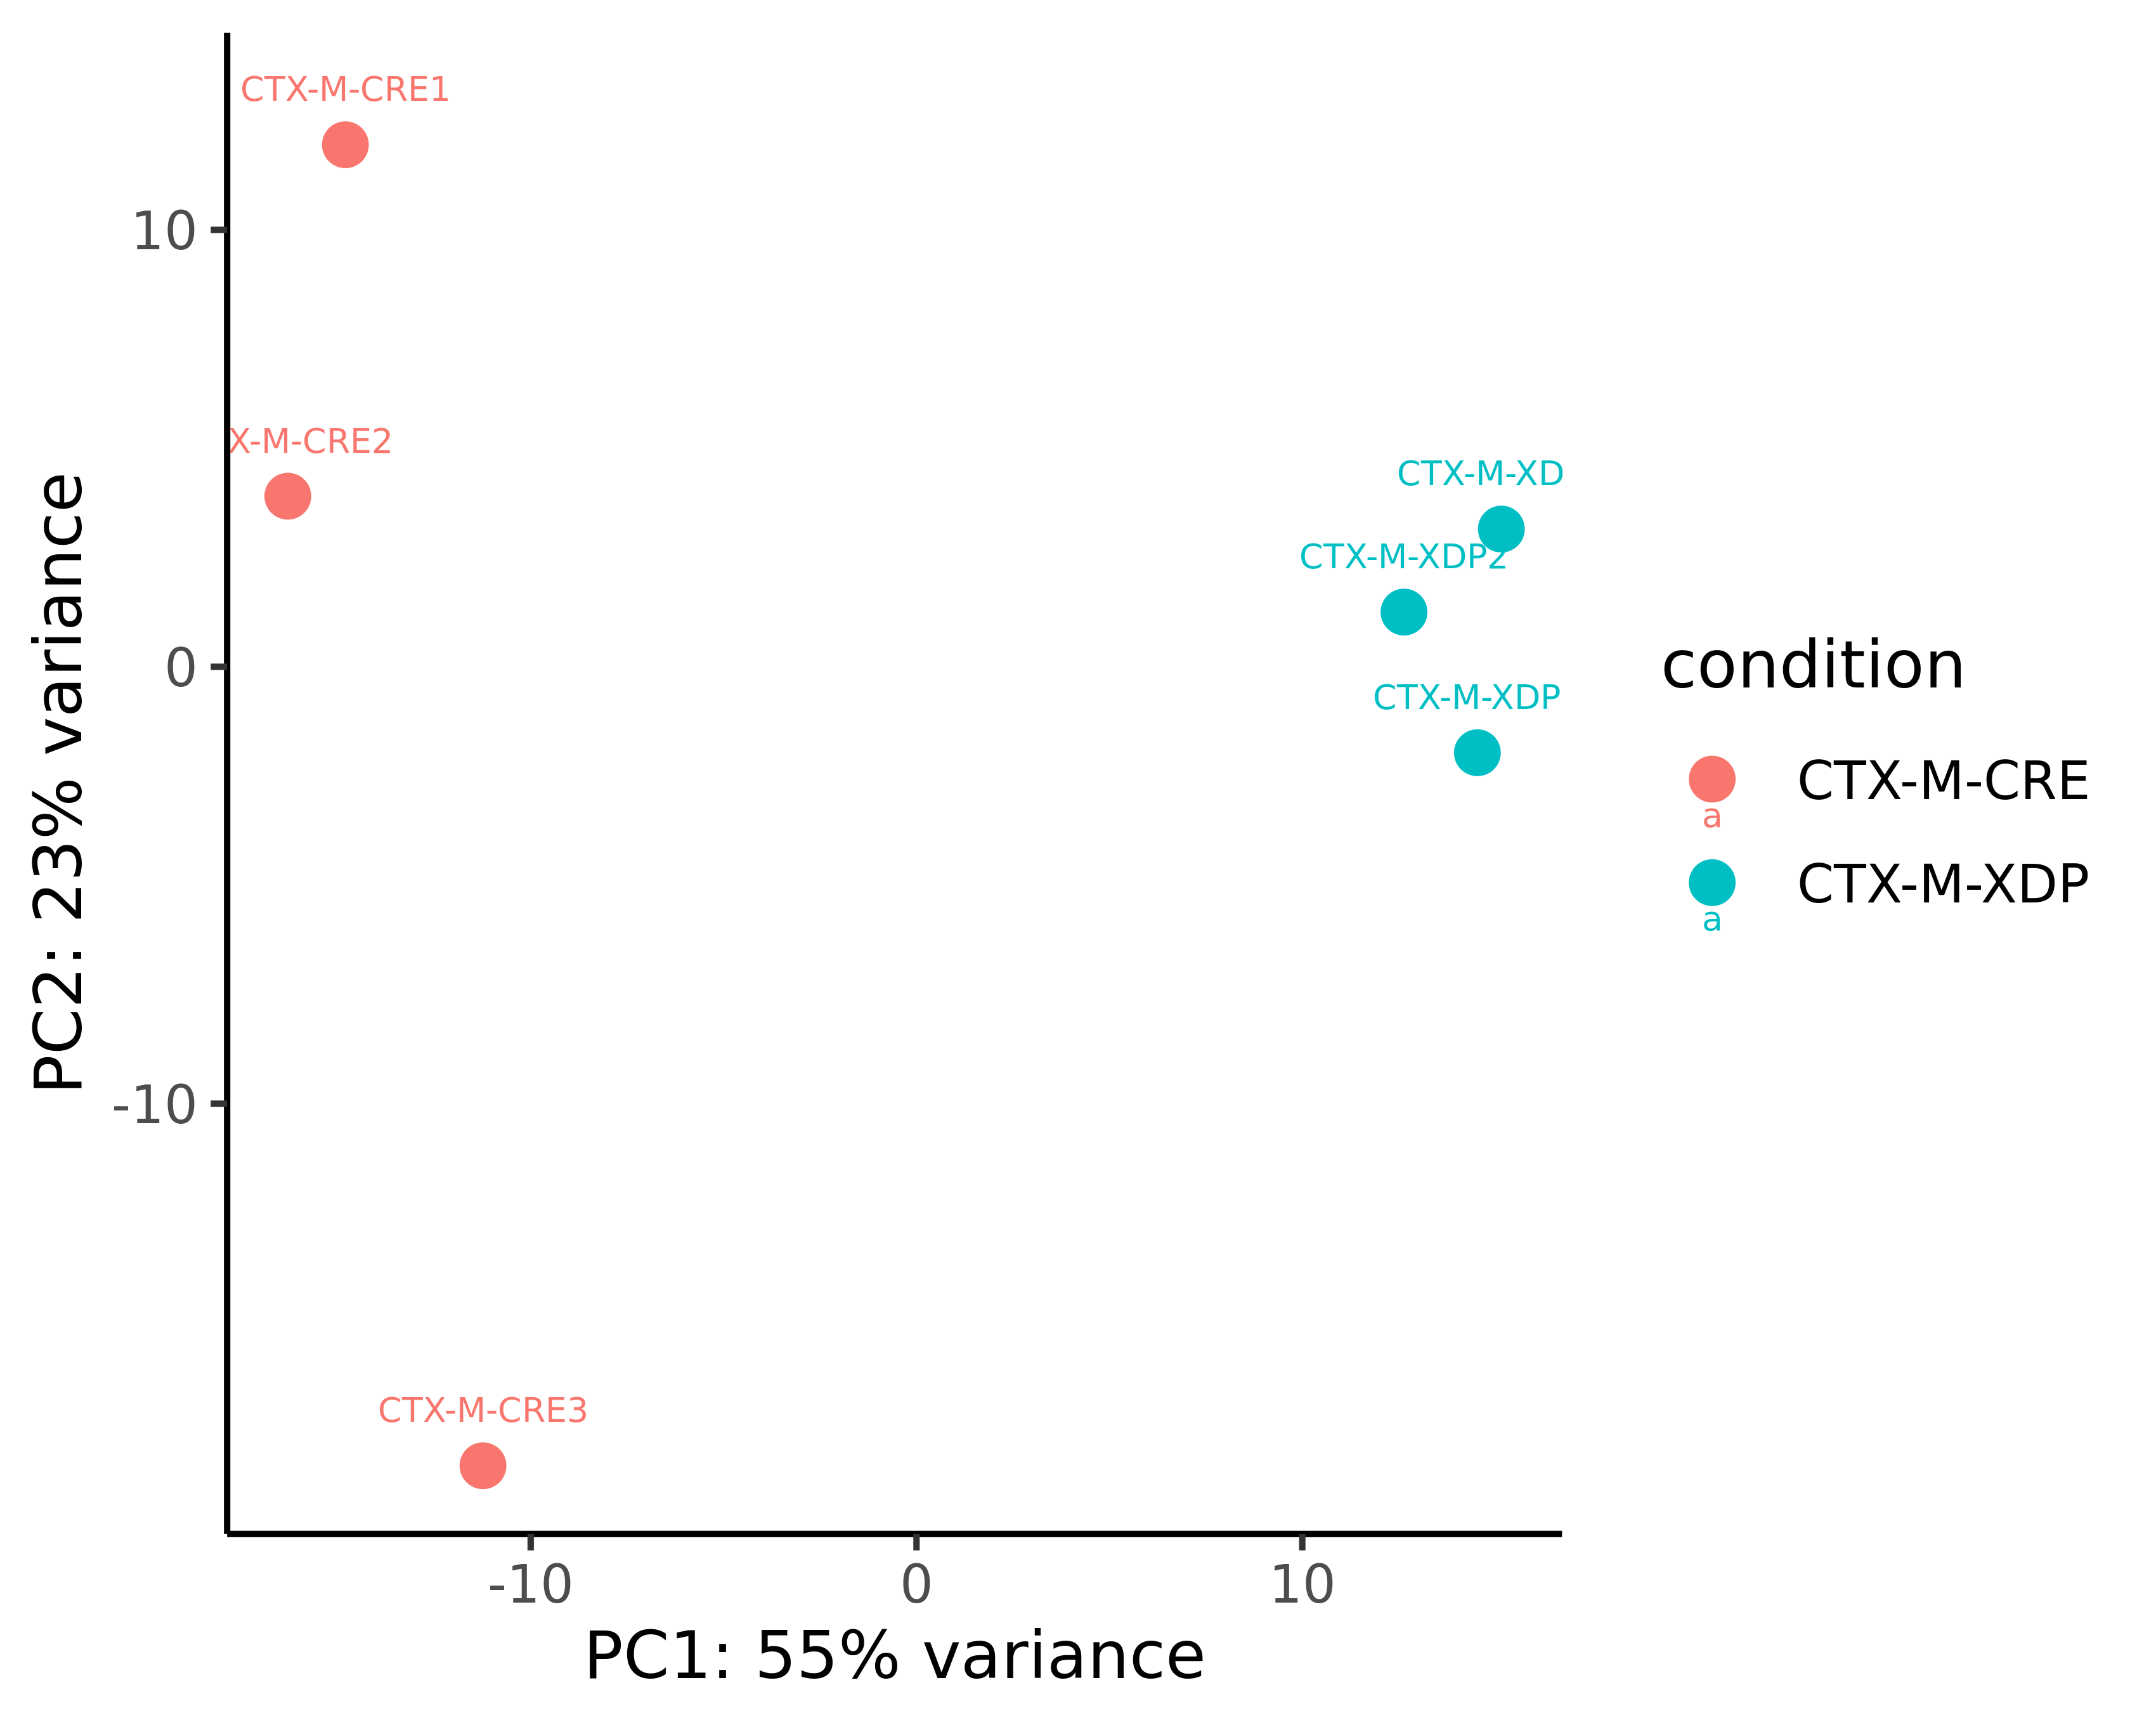 CTX-M-CRE1
10
X-M-CRE2
CTX-M-XD
CTX-M-XDP2
0
CTX-M-XDP
-10
CTX-M-CRE3
-10 0 10
PC1: 55% variance
PC2: 23% variance
condition
CTX-M-CRE
a
CTX-M-XDP
a